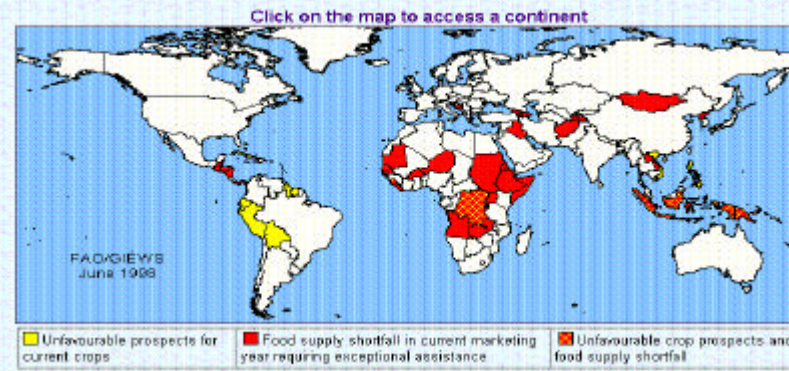 Click on the map to access a continent
FAO/GIEWS
June 1998
Unfavourable prospects for
current crops
Food supply shortfall in current marketing
year requiring exceptional assistance
Unfavourable crop prospects and
food supply shortfall